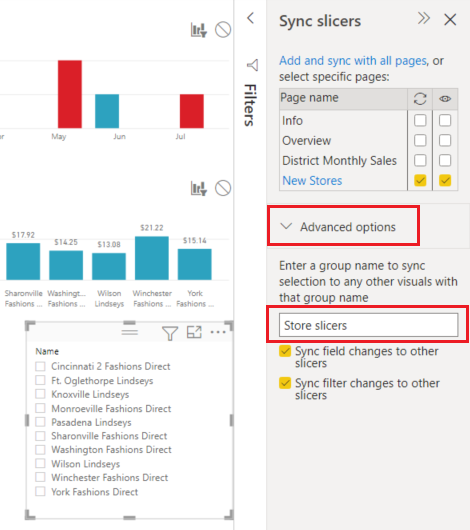 May
Jun
Jul
$17.92
$14.25
$13.08
$21.22
$15.14
Sharonville Fashions ...
Washingt... Fashions ...
Wilson Lindseys
Winchester Fashions ...
York Fashions ...
Name
Cincinnati 2 Fashions Direct
Ft. Oglethorpe Lindseys
Knoxville Lindseys
Monroeville Fashions Direct
Pasadena Lindseys
Sharonville Fashions Direct
Washington Fashions Direct
Wilson Lindseys
Winchester Fashions Direct
York Fashions Direct
Filters
Sync slicers
Add and sync with all pages, or
select specific pages:
Page name
Info
Overview
District Monthly Sales
New Stores
Advanced options
Enter a group name to sync
selection to any other visuals with
that group name
Store slicers
Sync field changes to other
slicers
Sync filter changes to other
slicers